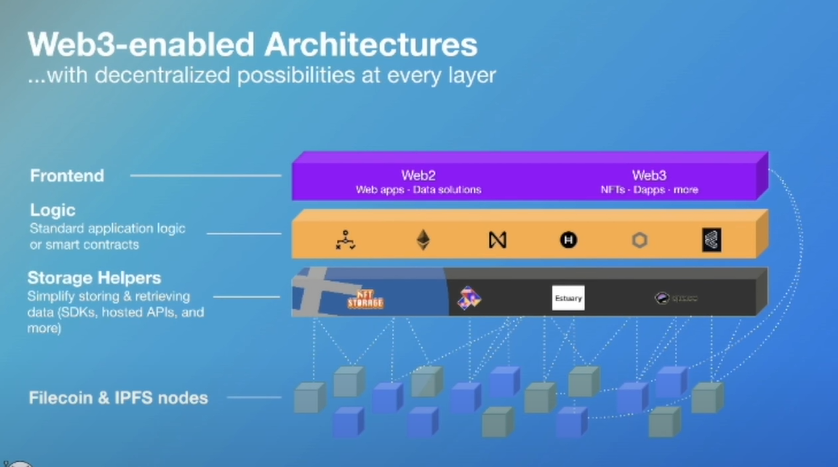 Web3-enabled Architectures
...with decentralized possibilities at every layer
Frontend
Web2
Web apps - Data solutions
Web3
NFTs - Dapps - more
Logic
Standard application logic
or smart contracts
Storage Helpers
Simplify storing & retrieving
data (SDKs, hosted APIs, and
more)
NFT
STORAGE
Estuary
Filecoin & IPFS nodes